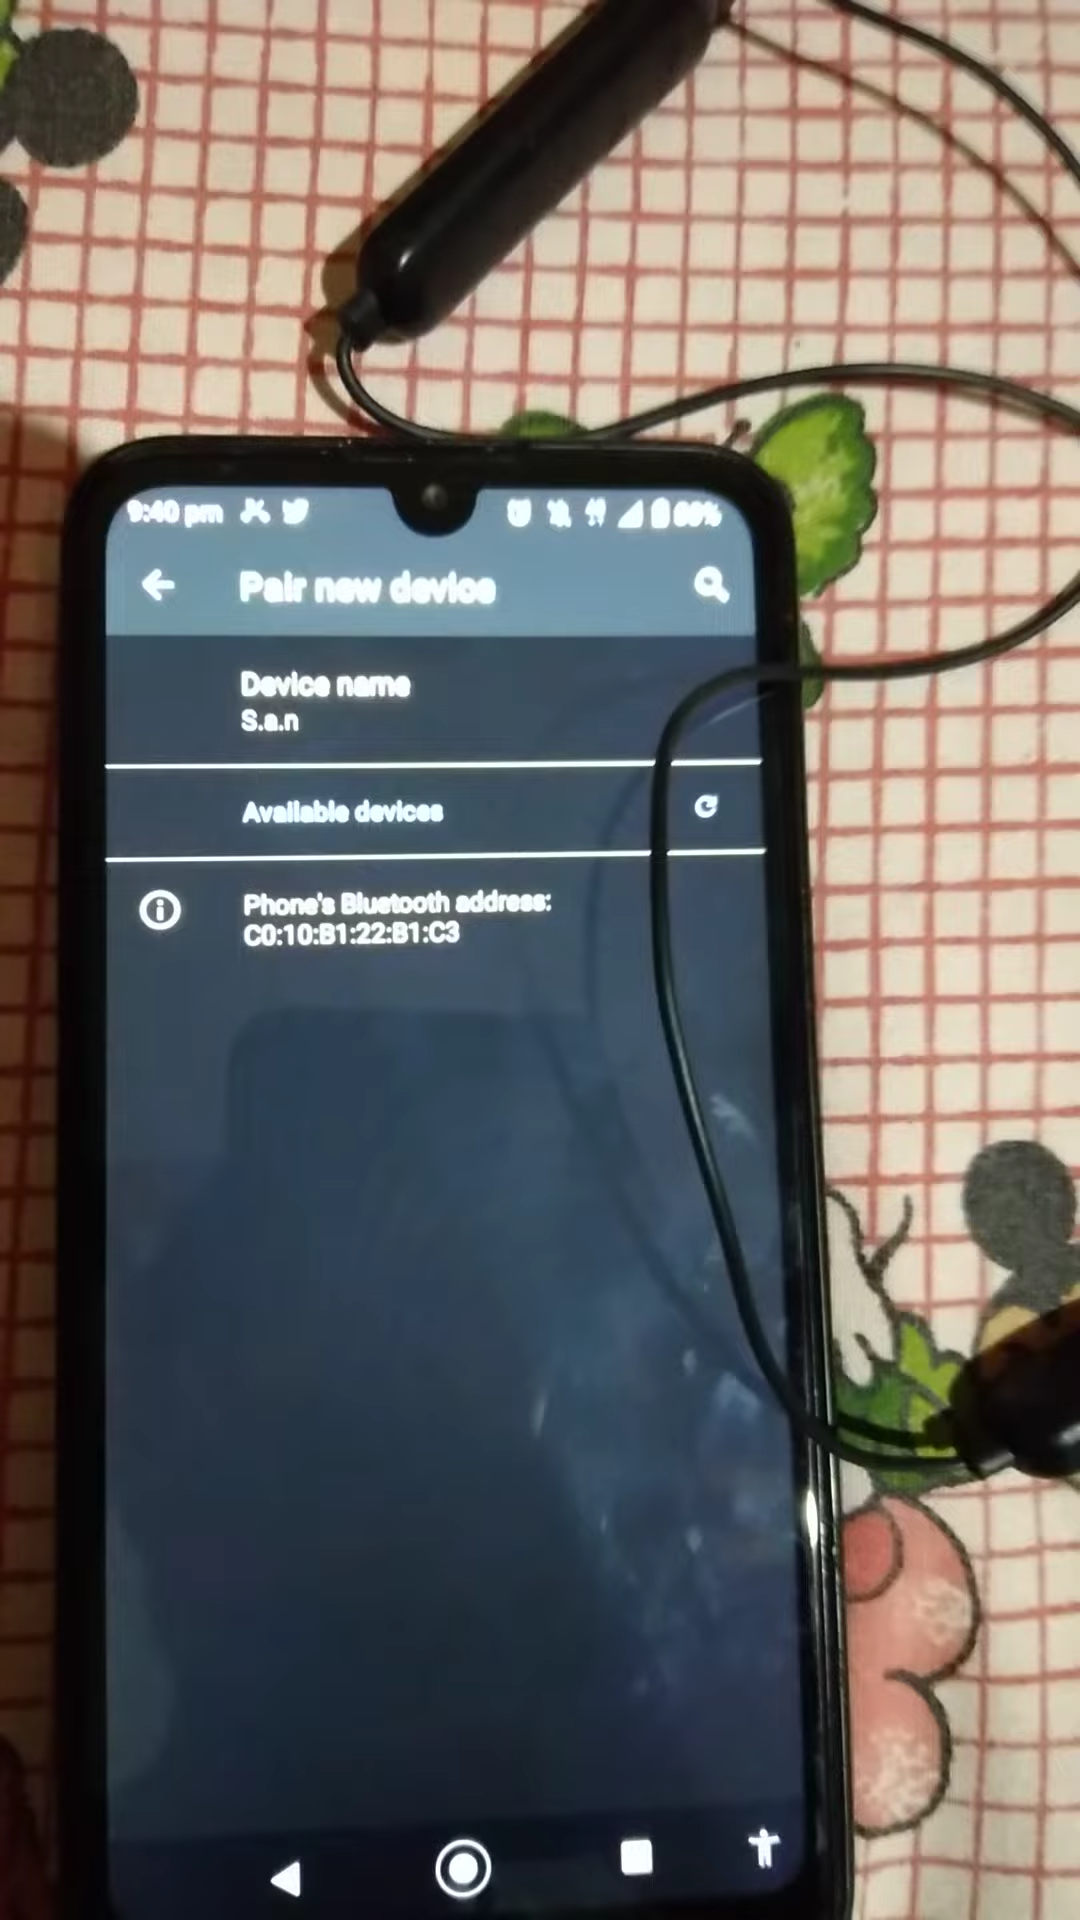 9:40 pm
Pair new device
Device name
S.a.n
Available devices
Phone's Bluetooth address:
C0:10:B1:22:B1:C3